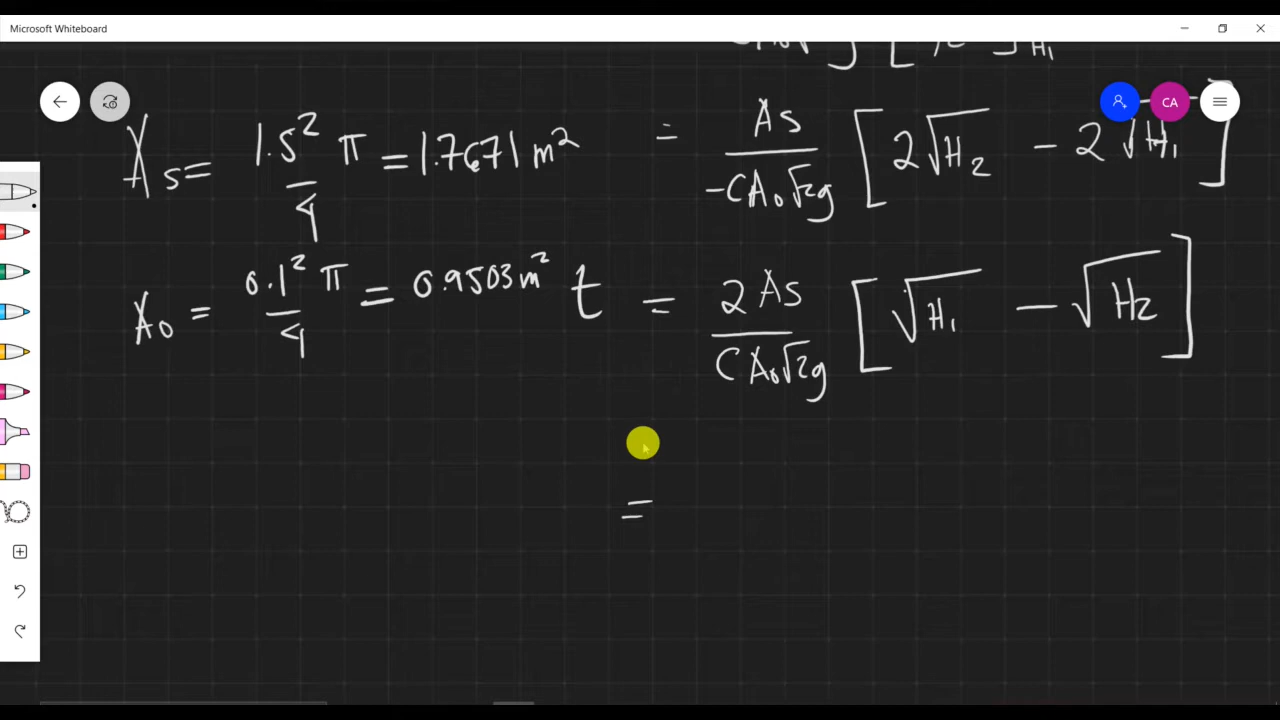 Microsoft Whiteboard
CA
As = 1.5² π / 4 = 1.7671 m²
= As / -CAo√2g [2√H2 - 2√H1]
Ao = 0.1² π / 4 = 0.9503 m²
t = 2As / CAo√2g [√H1 - √H2]
=